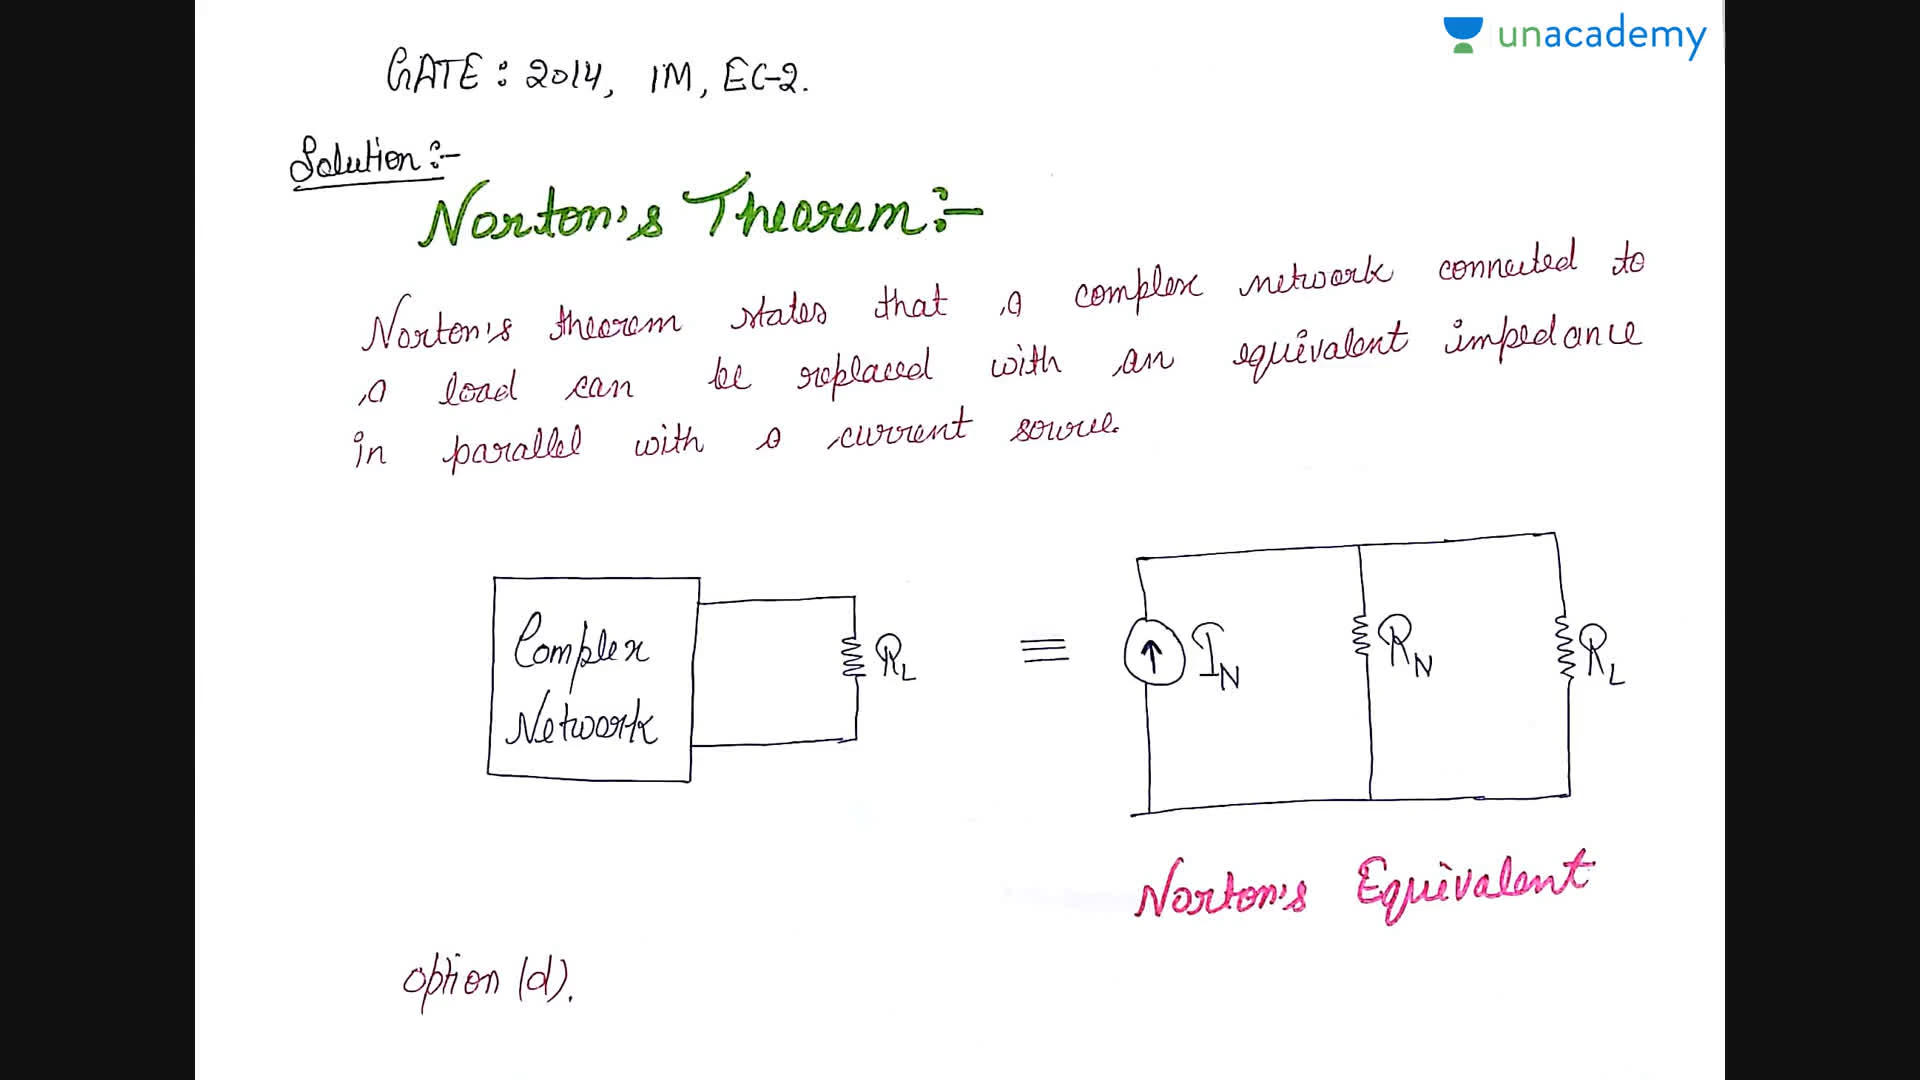 unacademy
GATE : 2014, 1M, EC-2.
Solution :-
Norton's Theorem :-
Norton's theorem states that a complex network connected to
a load can be replaced with an equivalent impedance
in parallel with a current source.
Complex
Network
RL
≡
↑
IN
RN
RL
Norton's Equivalent
option (d).